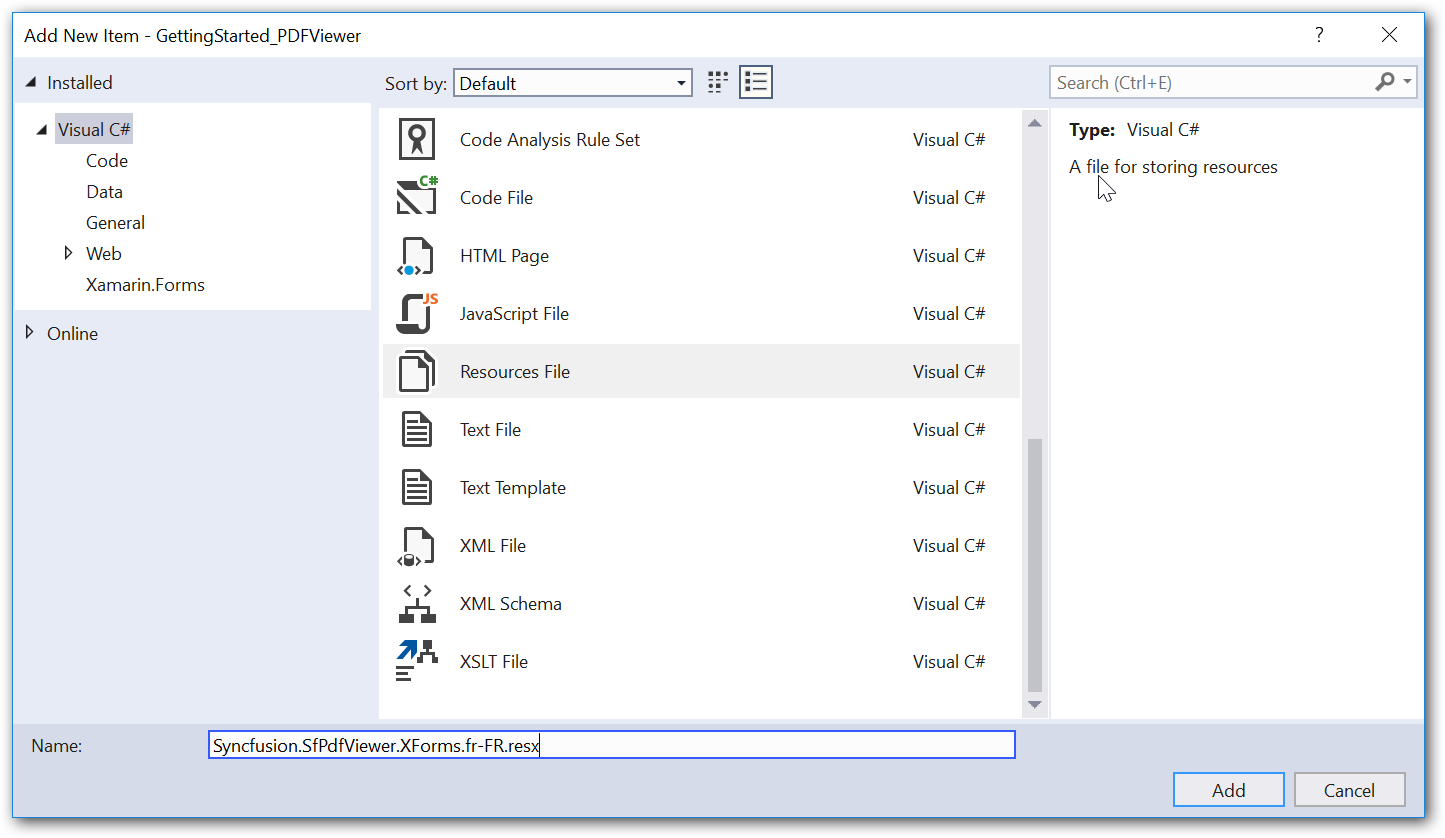 Add New Item - GettingStarted_PDFViewer
?
Installed
Sort by: Default
Search (Ctrl+E)
Visual C#
Code
Data
General
Web
Xamarin.Forms
Online
Code Analysis Rule Set Visual C#
C#
Code File Visual C#
HTML Page Visual C#
JS
JavaScript File Visual C#
Resources File Visual C#
Text File Visual C#
Text Template Visual C#
XML File Visual C#
XML Schema Visual C#
XSLT File Visual C#
Type: Visual C#
A file for storing resources
Name: Syncfusion.SfPdfViewer.XForms.fr-FR.resx
Add Cancel